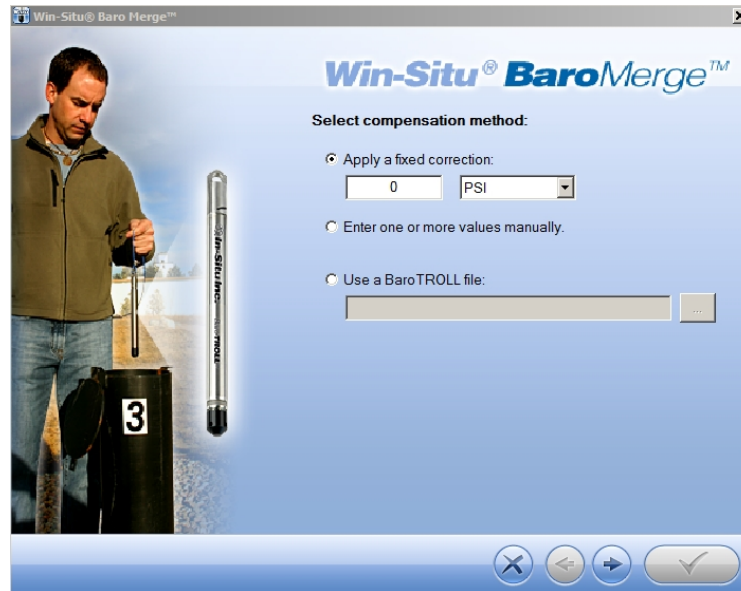 Win-Situ® Baro Merge™
Win-Situ® BaroMerge™
Select compensation method:
Apply a fixed correction:
0 PSI
Enter one or more values manually.
Use a BaroTROLL file:
...
In-Situ Inc.
TROLL
3